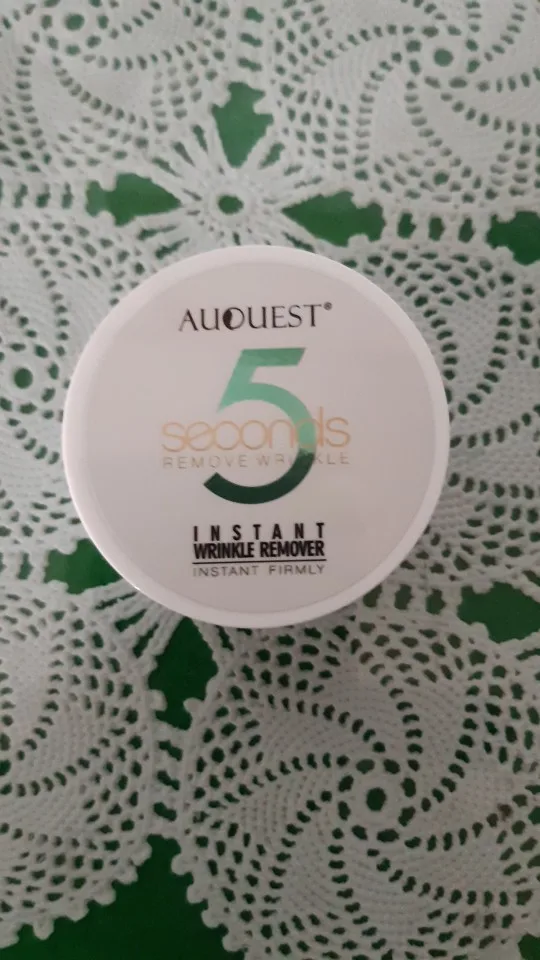 AUQUEST®
5
seconds
REMOVE WRINKLE
INSTANT
WRINKLE REMOVER
INSTANT FIRMLY